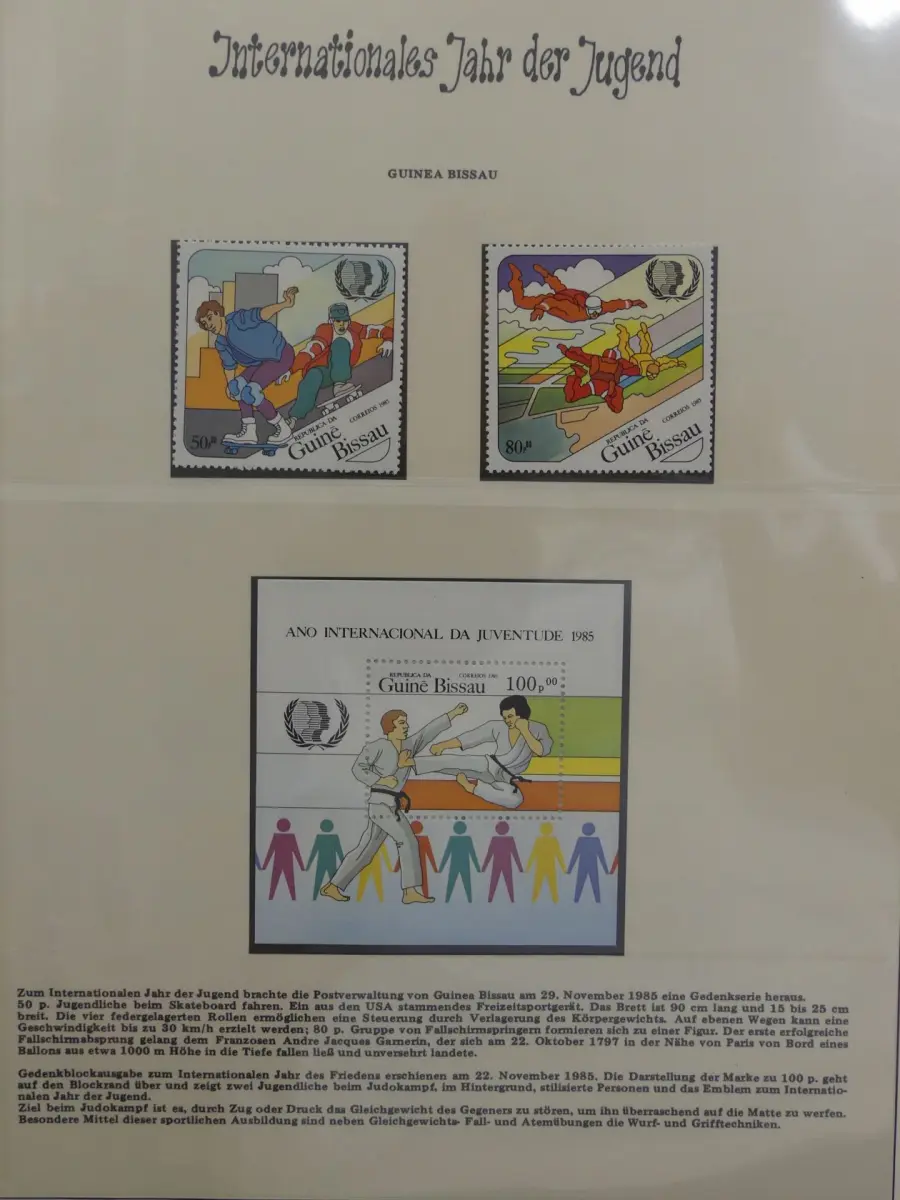 Internationales Jahr der Jugend
GUINEA BISSAU
50p
REPUBLICA DA
CORREIOS 1985
Guiné
Bissau
80p
REPUBLICA DA
CORREIOS 1985
Guiné
Bissau
ANO INTERNACIONAL DA JUVENTUDE 1985
REPUBLICA DA
CORREIOS 1985
Guiné Bissau 100p00
Zum Internationalen Jahr der Jugend brachte die Postverwaltung von Guinea Bissau am 29. November 1985 eine Gedenkserie heraus.
50 p. Jugendliche beim Skateboard fahren. Ein aus den USA stammendes Freizeitsportgerät. Das Brett ist 90 cm lang und 15 bis 25 cm
breit. Die vier federgelagerten Rollen ermöglichen eine Steuerung durch Verlagerung des Körpergewichts. Auf ebenen Wegen kann eine
Geschwindigkeit bis zu 30 km/h erzielt werden; 80 p. Gruppe von Fallschirmspringern formieren sich zu einer Figur. Der erste erfolgreiche
Fallschirmabsprung gelang dem Franzosen Andre Jacques Garnerin, der sich am 22. Oktober 1797 in der Nähe von Paris von Bord eines
Ballons aus etwa 1000 m Höhe in die Tiefe fallen ließ und unversehrt landete.
Gedenkblockausgabe zum Internationalen Jahr des Friedens erschienen am 22. November 1985. Die Darstellung der Marke zu 100 p. geht
auf den Blockrand über und zeigt zwei Jugendliche beim Judokampf, im Hintergrund, stilisierte Personen und das Emblem zum Internatio-
nalen Jahr der Jugend.
Ziel beim Judokampf ist es, durch Zug oder Druck das Gleichgewicht des Gegeners zu stören, um ihn überraschend auf die Matte zu werfen.
Besondere Mittel dieser sportlichen Ausbildung sind neben Gleichgewichts- Fall- und Atemübungen die Wurf- und Grifftechniken.